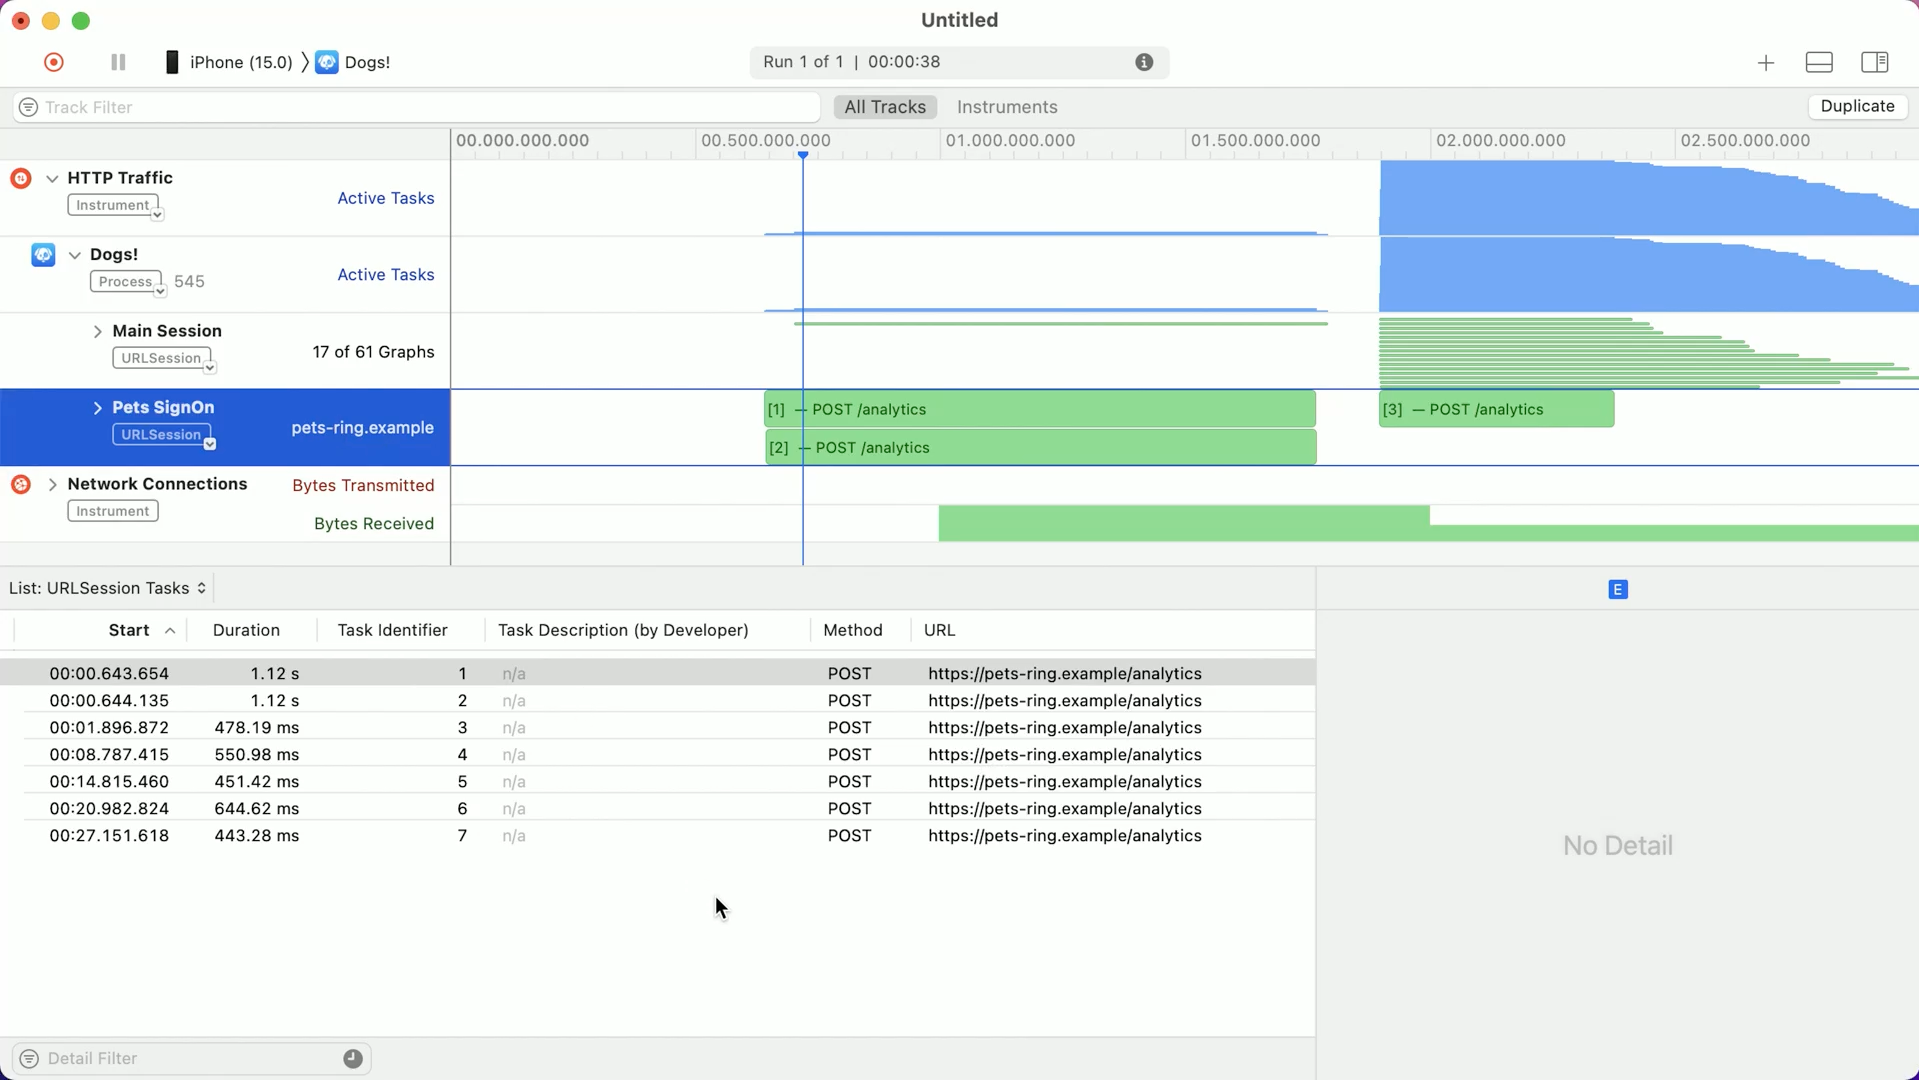 Untitled
iPhone (15.0) 〉 Dogs!
Run 1 of 1 | 00:00:38
Track Filter
All Tracks
Instruments
Duplicate
00.000.000.000
00.500.000.000
01.000.000.000
01.500.000.000
02.000.000.000
02.500.000.000
HTTP Traffic
Instrument
Active Tasks
Dogs!
Process 545
Active Tasks
Main Session
URLSession
17 of 61 Graphs
Pets SignOn
URLSession
pets-ring.example
[1] — POST /analytics
[2] — POST /analytics
[3] — POST /analytics
Network Connections
Instrument
Bytes Transmitted
Bytes Received
List: URLSession Tasks
E
Start Duration Task Identifier Task Description (by Developer) Method URL
00:00.643.654 1.12 s 1 n/a POST https://pets-ring.example/analytics
00:00.644.135 1.12 s 2 n/a POST https://pets-ring.example/analytics
00:01.896.872 478.19 ms 3 n/a POST https://pets-ring.example/analytics
00:08.787.415 550.98 ms 4 n/a POST https://pets-ring.example/analytics
00:14.815.460 451.42 ms 5 n/a POST https://pets-ring.example/analytics
00:20.982.824 644.62 ms 6 n/a POST https://pets-ring.example/analytics
00:27.151.618 443.28 ms 7 n/a POST https://pets-ring.example/analytics
No Detail
Detail Filter